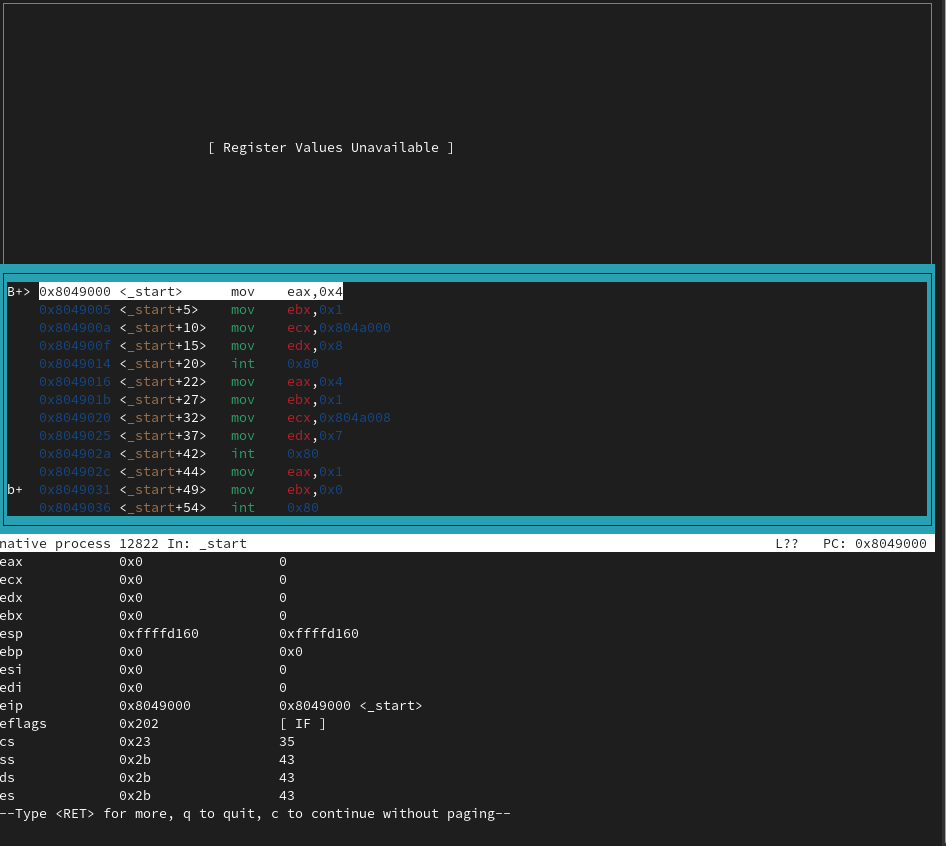 [ Register Values Unavailable ]
B+> 0x8049000 <_start> mov eax,0x4
0x8049005 <_start+5> mov ebx,0x1
0x804900a <_start+10> mov ecx,0x804a000
0x804900f <_start+15> mov edx,0x8
0x8049014 <_start+20> int 0x80
0x8049016 <_start+22> mov eax,0x4
0x804901b <_start+27> mov ebx,0x1
0x8049020 <_start+32> mov ecx,0x804a008
0x8049025 <_start+37> mov edx,0x7
0x804902a <_start+42> int 0x80
0x804902c <_start+44> mov eax,0x1
b+ 0x8049031 <_start+49> mov ebx,0x0
0x8049036 <_start+54> int 0x80
native process 12822 In: _start L?? PC: 0x8049000
eax 0x0 0
ecx 0x0 0
edx 0x0 0
ebx 0x0 0
esp 0xffffd160 0xffffd160
ebp 0x0 0x0
esi 0x0 0
edi 0x0 0
eip 0x8049000 0x8049000 <_start>
eflags 0x202 [ IF ]
cs 0x23 35
ss 0x2b 43
ds 0x2b 43
es 0x2b 43
--Type <RET> for more, q to quit, c to continue without paging--